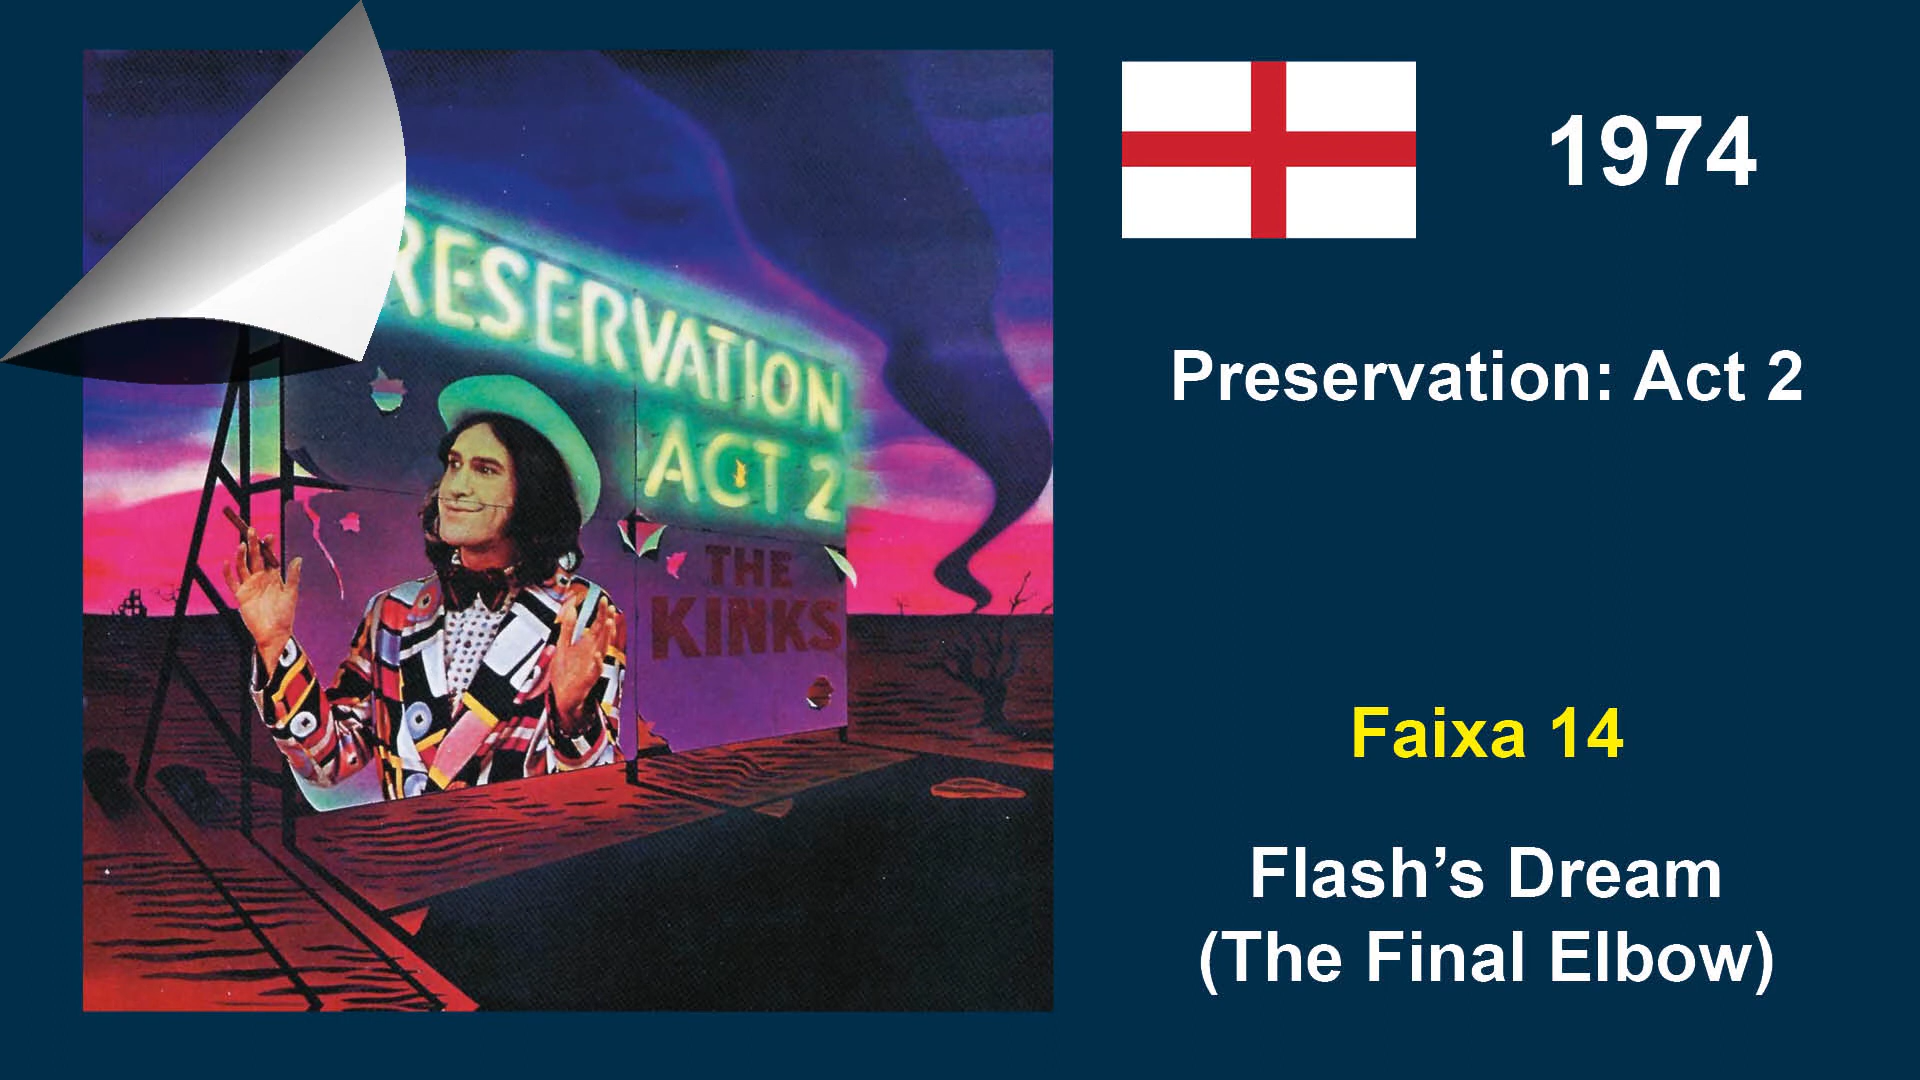 RESERVATION
ACT 2
THE
KINKS
1974
Preservation: Act 2
Faixa 14
Flash’s Dream
(The Final Elbow)